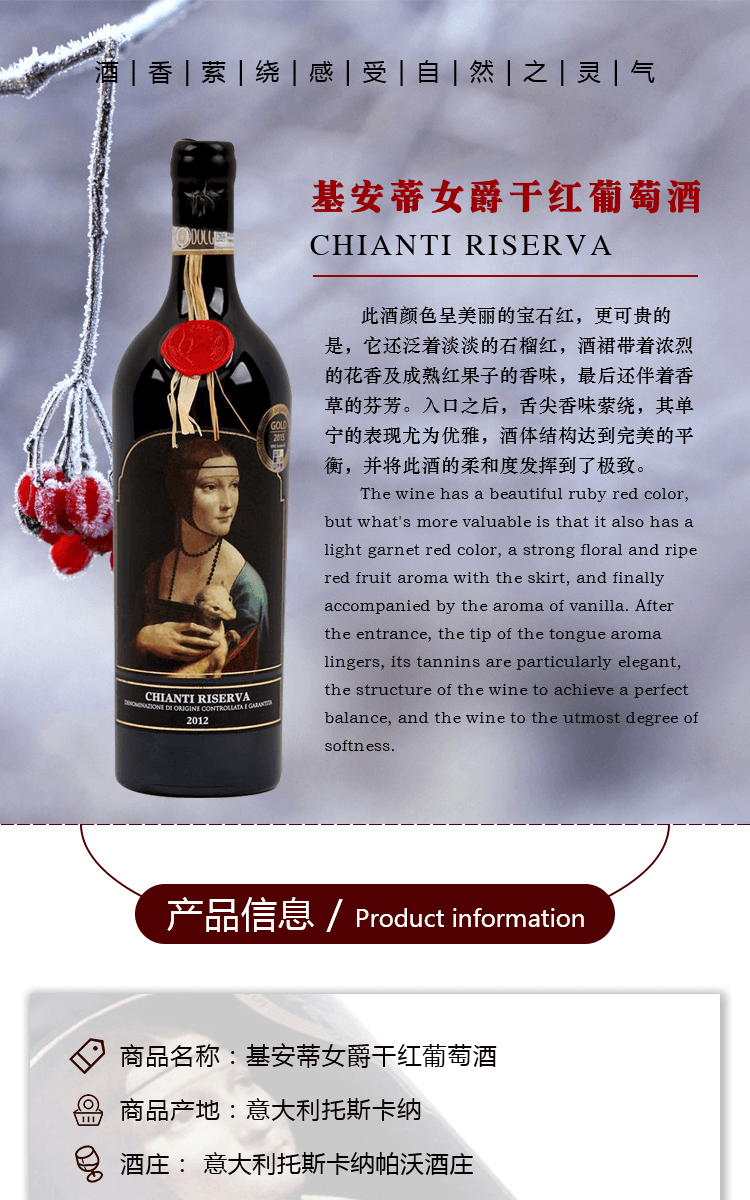 酒|香|萦|绕|感|受|自|然|之|灵|气
基安蒂女爵干红葡萄酒
CHIANTI RISERVA
此酒颜色呈美丽的宝石红，更可贵的
是，它还泛着淡淡的石榴红，酒裙带着浓烈
的花香及成熟红果子的香味，最后还伴着香
草的芬芳。入口之后，舌尖香味萦绕，其单
宁的表现尤为优雅，酒体结构达到完美的平
衡，并将此酒的柔和度发挥到了极致。
The wine has a beautiful ruby red color,
but what's more valuable is that it also has a
light garnet red color, a strong floral and ripe
red fruit aroma with the skirt, and finally
accompanied by the aroma of vanilla. After
the entrance, the tip of the tongue aroma
lingers, its tannins are particularly elegant,
the structure of the wine to achieve a perfect
balance, and the wine to the utmost degree of
softness.
GOLD
2015
CHIANTI RISERVA
DENOMINAZIONE DI ORIGINE CONTROLLATA E GARANTITA
2012
产品信息 / Product information
商品名称：基安蒂女爵干红葡萄酒
商品产地：意大利托斯卡纳
酒庄： 意大利托斯卡纳帕沃酒庄